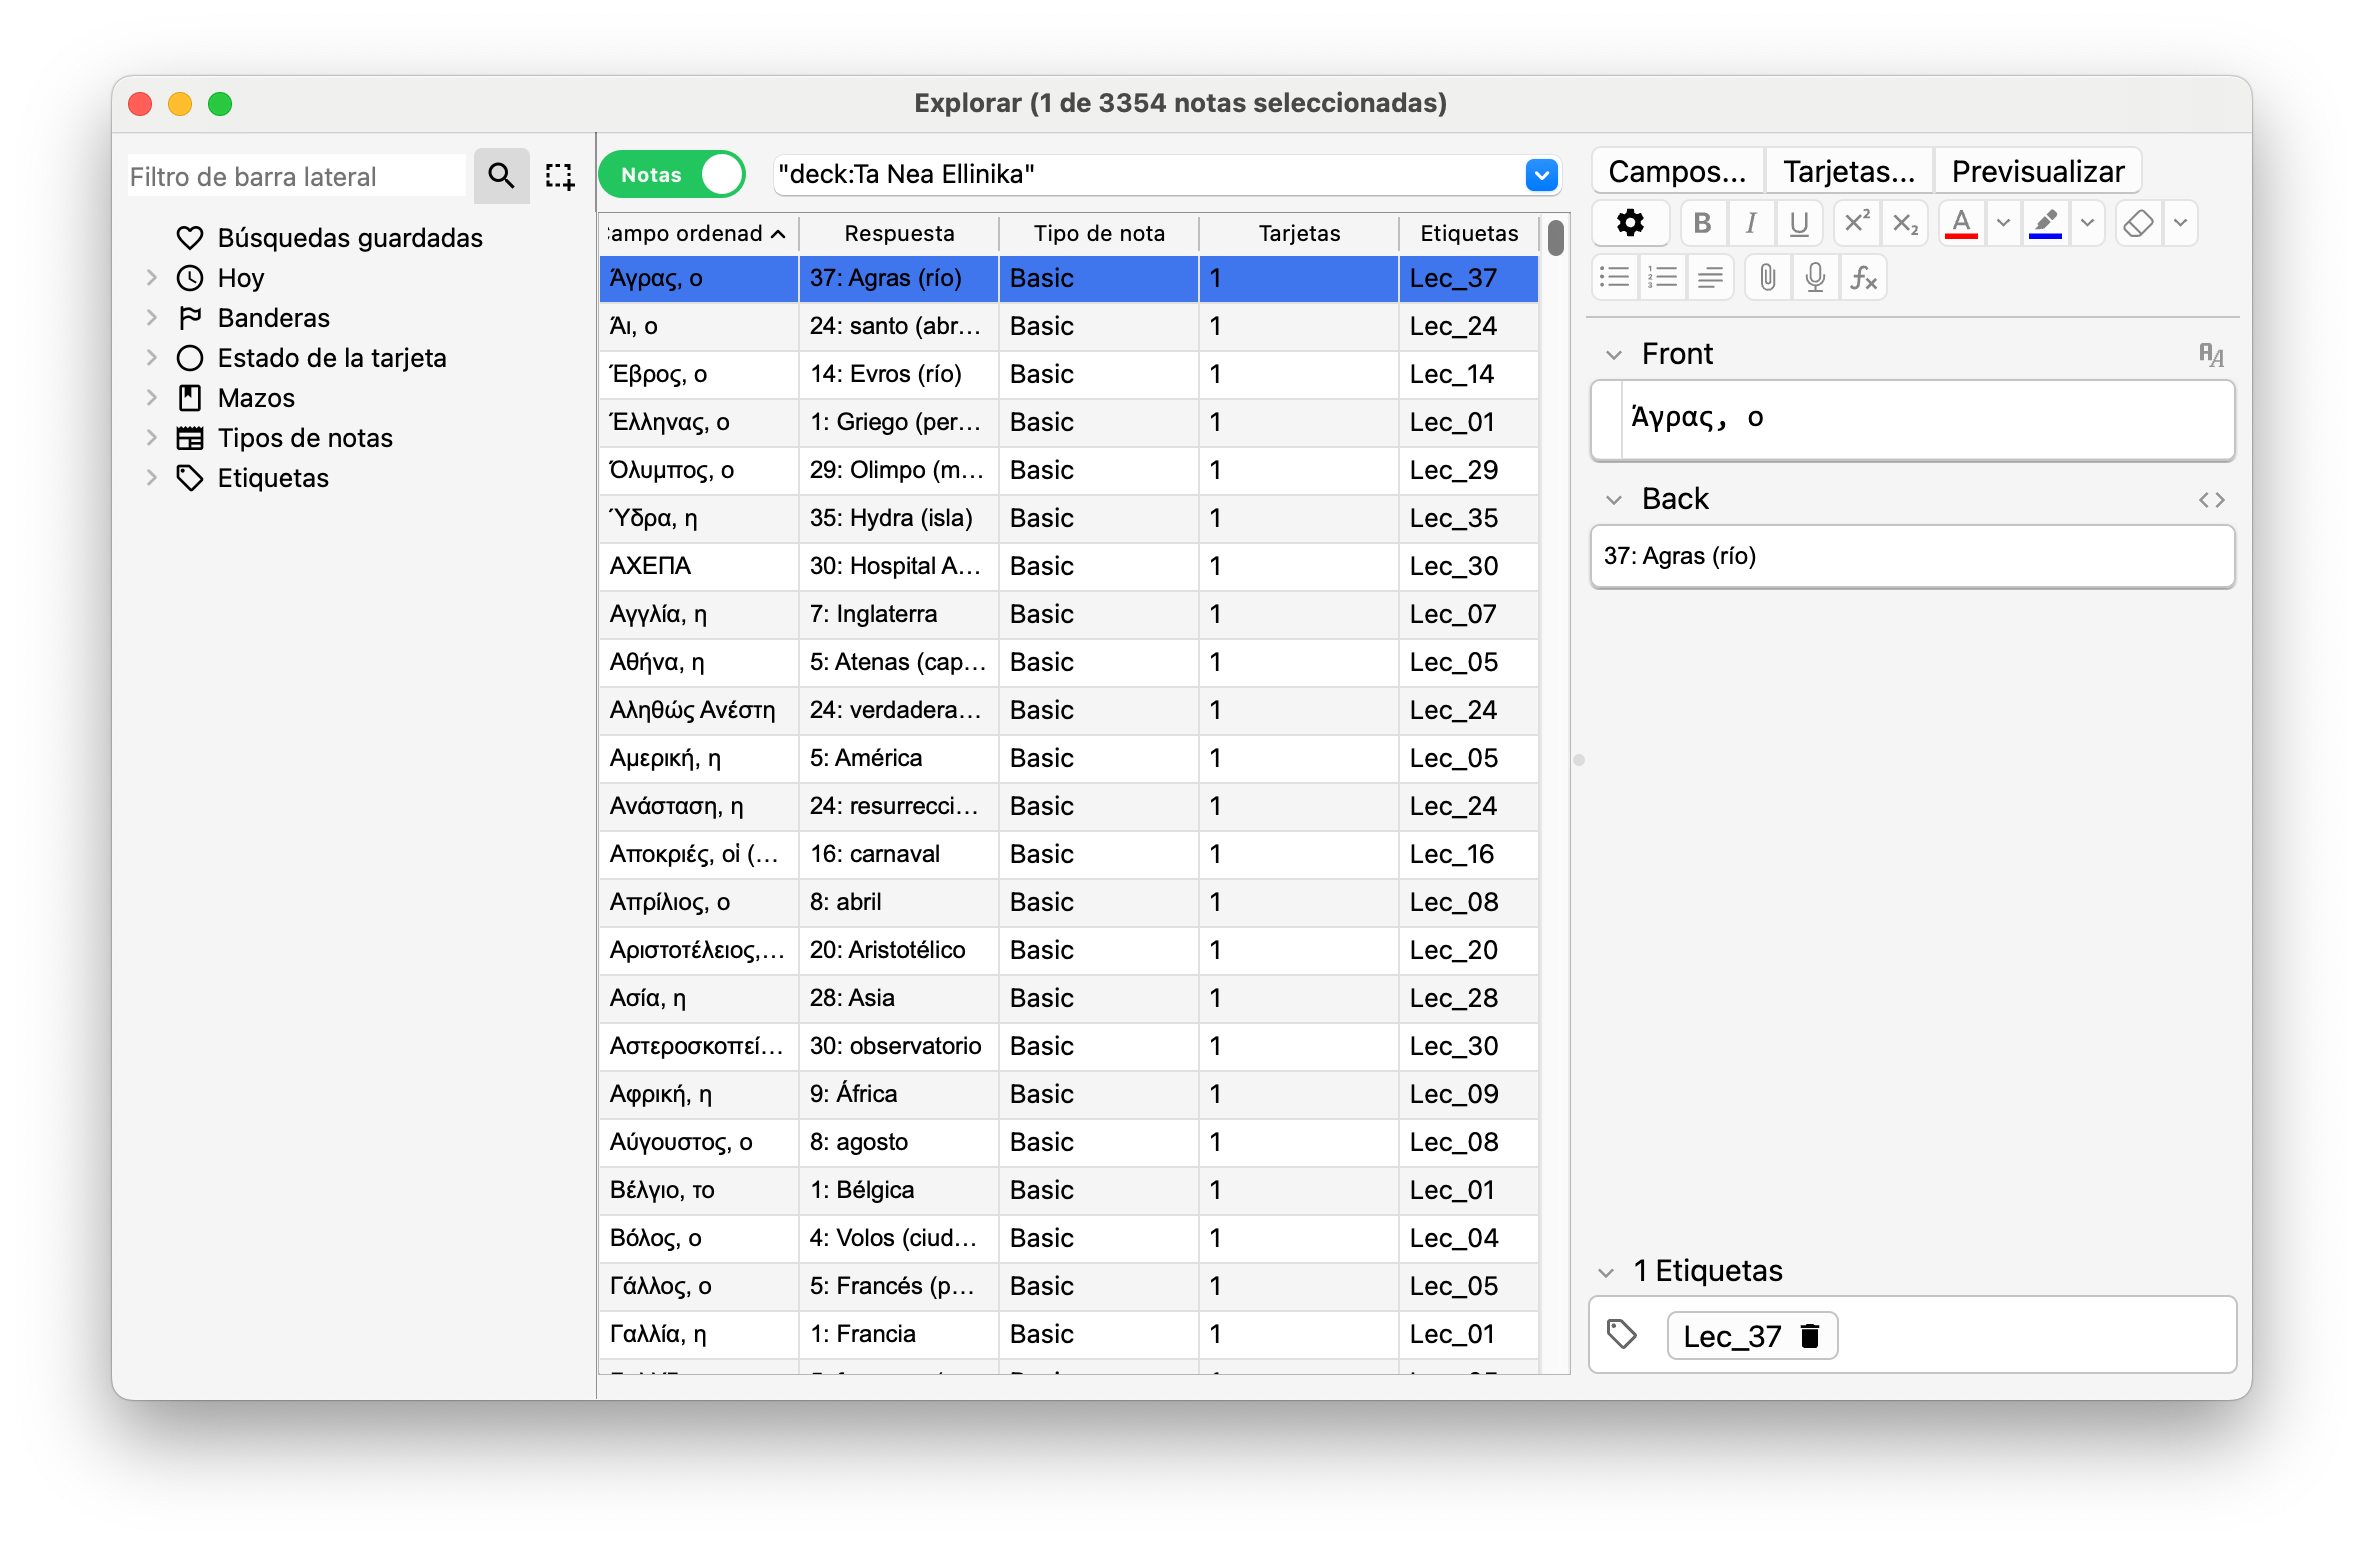 Explorar (1 de 3354 notas seleccionadas)
Filtro de barra lateral
Búsquedas guardadas
Hoy
Banderas
Estado de la tarjeta
Mazos
Tipos de notas
Etiquetas
Notas "deck:Ta Nea Ellinika"
ampo ordenad Respuesta Tipo de nota Tarjetas Etiquetas
Άγρας, ο 37: Agras (río) Basic 1 Lec_37
Άι, ο 24: santo (abr… Basic 1 Lec_24
Έβρος, ο 14: Evros (río) Basic 1 Lec_14
Έλληνας, ο 1: Griego (per… Basic 1 Lec_01
Όλυμπος, ο 29: Olimpo (m… Basic 1 Lec_29
Ύδρα, η 35: Hydra (isla) Basic 1 Lec_35
ΑΧΕΠΑ 30: Hospital A… Basic 1 Lec_30
Αγγλία, η 7: Inglaterra Basic 1 Lec_07
Αθήνα, η 5: Atenas (cap… Basic 1 Lec_05
Αληθώς Ανέστη 24: verdadera… Basic 1 Lec_24
Αμερική, η 5: América Basic 1 Lec_05
Ανάσταση, η 24: resurrecci… Basic 1 Lec_24
Αποκριές, οἱ (… 16: carnaval Basic 1 Lec_16
Απρίλιος, ο 8: abril Basic 1 Lec_08
Αριστοτέλειος,… 20: Aristotélico Basic 1 Lec_20
Ασία, η 28: Asia Basic 1 Lec_28
Αστεροσκοπεί… 30: observatorio Basic 1 Lec_30
Αφρική, η 9: África Basic 1 Lec_09
Αύγουστος, ο 8: agosto Basic 1 Lec_08
Βέλγιο, το 1: Bélgica Basic 1 Lec_01
Βόλος, ο 4: Volos (ciud… Basic 1 Lec_04
Γάλλος, ο 5: Francés (p… Basic 1 Lec_05
Γαλλία, η 1: Francia Basic 1 Lec_01
Campos… Tarjetas… Previsualizar
Front
Άγρας, ο
Back
37: Agras (río)
1 Etiquetas
Lec_37